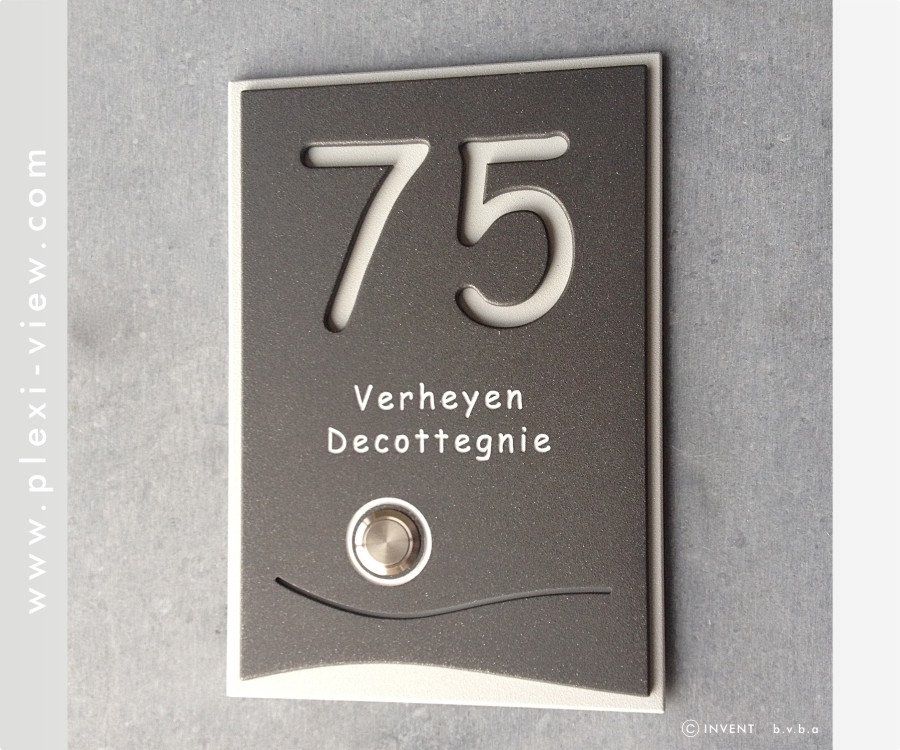 www.plexi-view.com
75
Verheyen
Decottegnie
© INVENT b.v.b.a